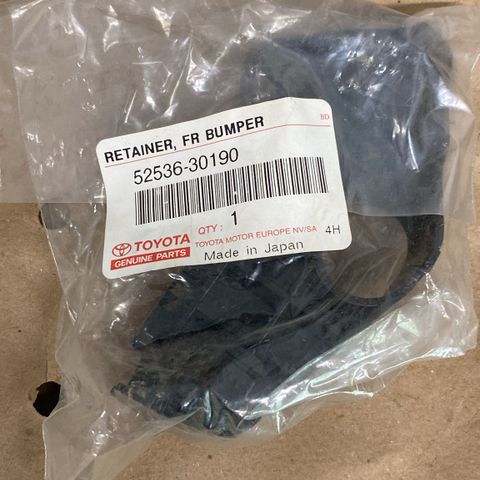 BD
RETAINER, FR BUMPER
52536-30190
TOYOTA
GENUINE PARTS
QTY : 1
TOYOTA MOTOR EUROPE NV/SA 4H
Made in Japan